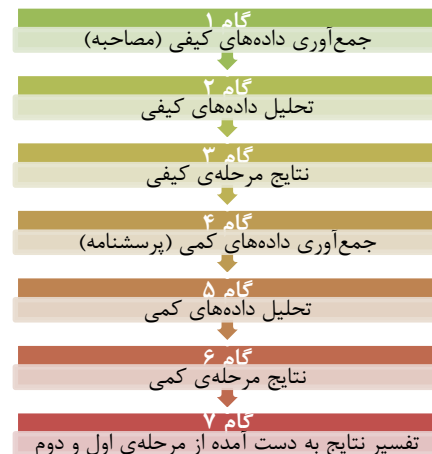 گام ۱
جمع‌آوری داده‌های کیفی (مصاحبه)
گام ۲
تحلیل داده‌های کیفی
گام ۳
نتایج مرحله‌ی کیفی
گام ۴
جمع‌آوری داده‌های کمی (پرسشنامه)
گام ۵
تحلیل داده‌های کمی
گام ۶
نتایج مرحله‌ی کمی
گام ۷
تفسیر نتایج به دست آمده از مرحله‌ی اول و دوم